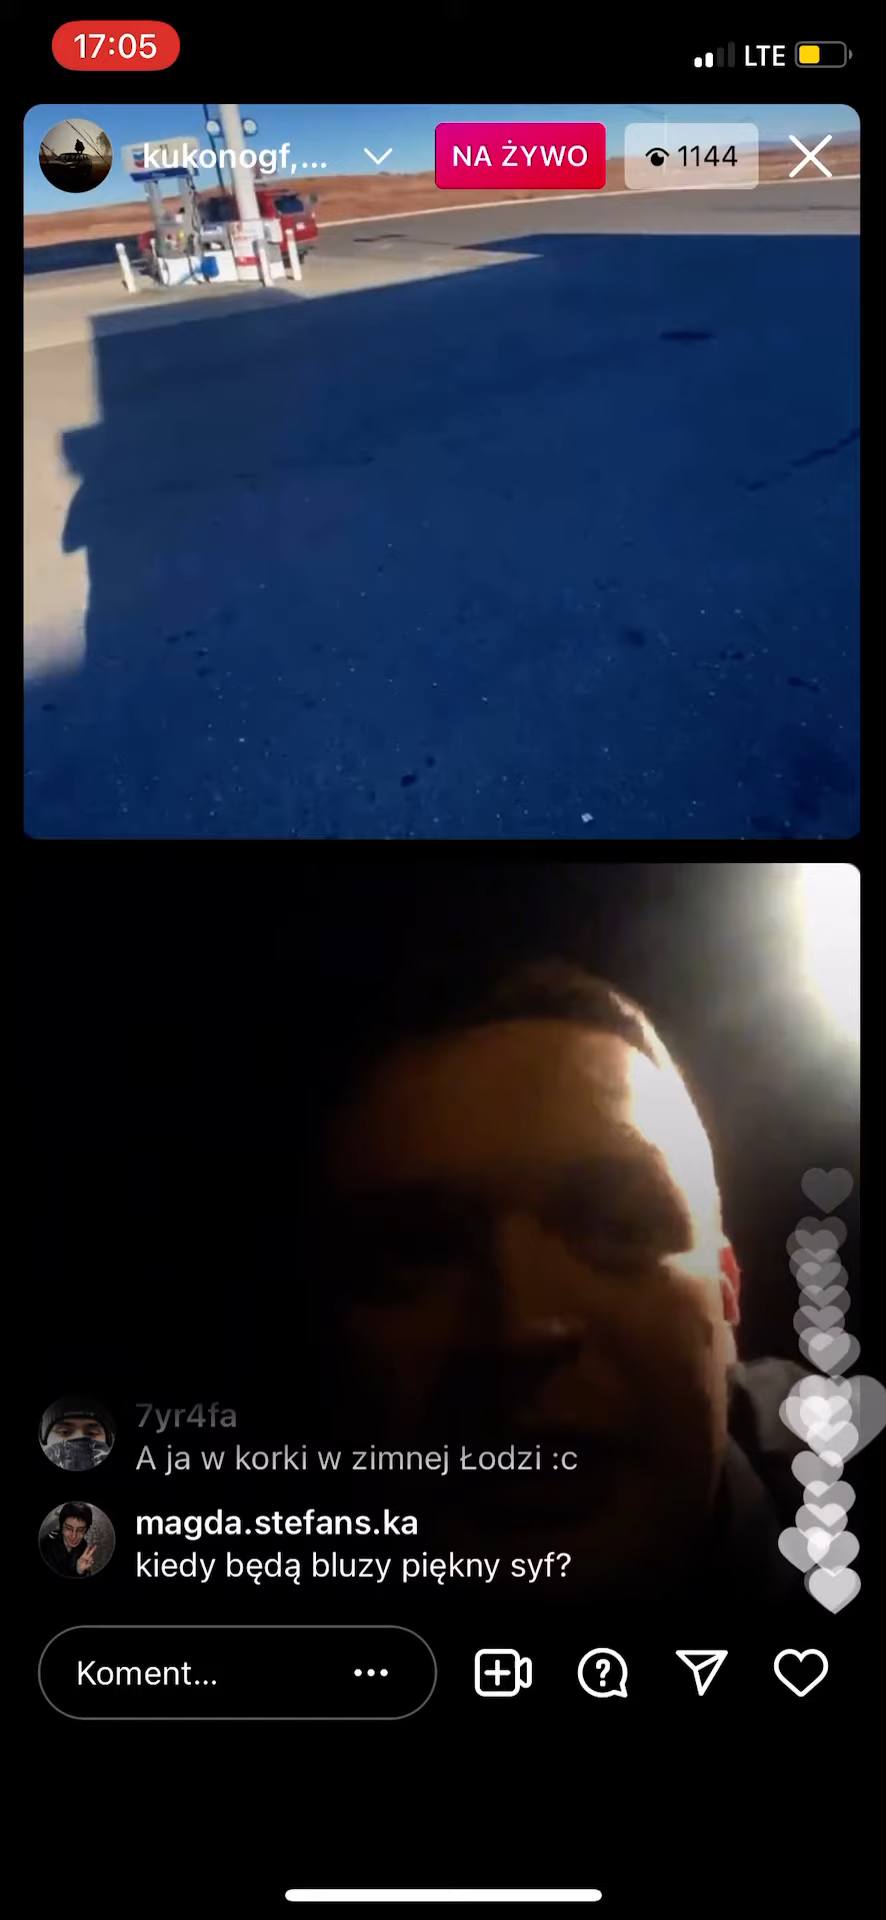 17:05
LTE
kukonogf,...
NA ŻYWO
1144
7yr4fa
A ja w korki w zimnej Łodzi :c
magda.stefans.ka
kiedy będą bluzy piękny syf?
Koment...